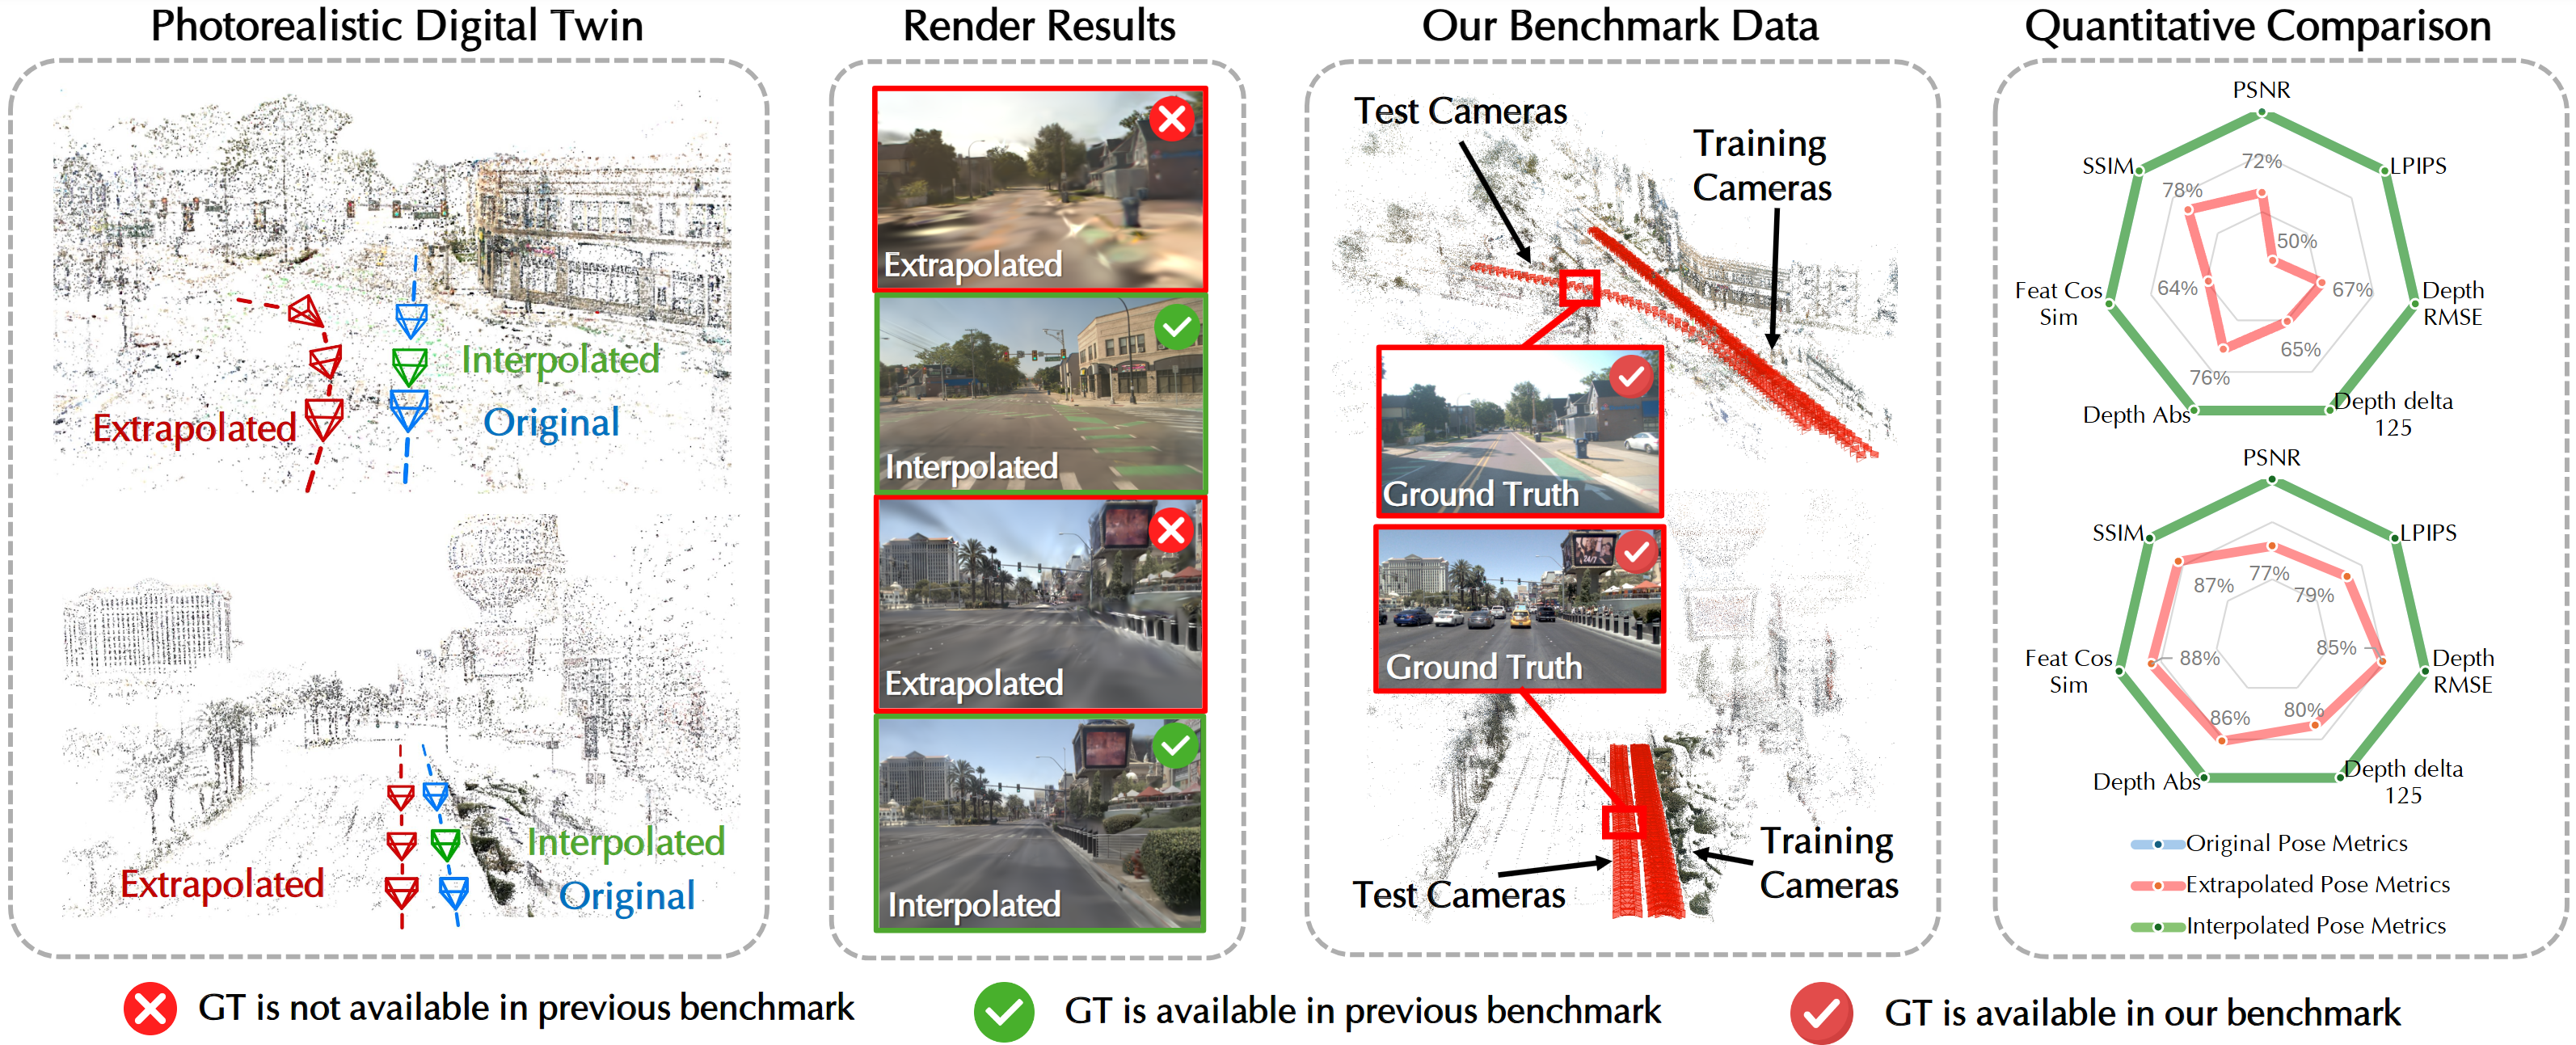 Photorealistic Digital Twin
Extrapolated
Interpolated
Original
Extrapolated
Interpolated
Original
Render Results
Extrapolated
Interpolated
Extrapolated
Interpolated
Our Benchmark Data
Test Cameras
Training
Cameras
Ground Truth
Ground Truth
Test Cameras
Training
Cameras
Quantitative Comparison
PSNR
SSIM
LPIPS
72%
78%
50%
Feat Cos
Sim
64%
67%
Depth
RMSE
65%
76%
Depth Abs
Depth delta
125
PSNR
SSIM
LPIPS
77%
87%
79%
85%
Feat Cos
Sim
88%
Depth
RMSE
86%
80%
Depth Abs
Depth delta
125
Original Pose Metrics
Extrapolated Pose Metrics
Interpolated Pose Metrics
GT is not available in previous benchmark
GT is available in previous benchmark
GT is available in our benchmark